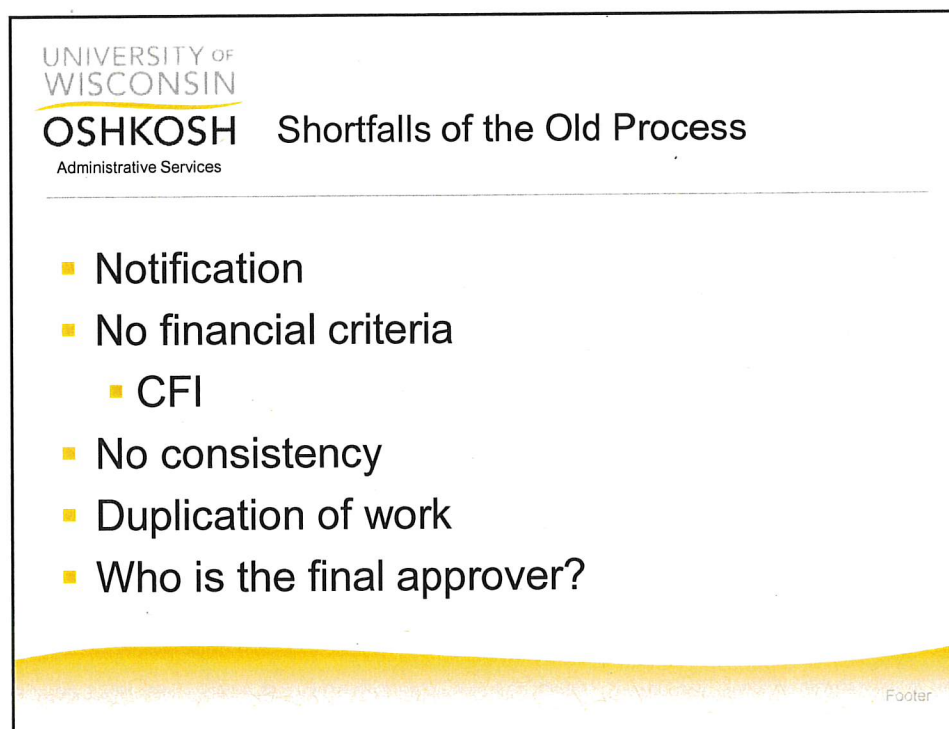 UNIVERSITY OF
WISCONSIN
OSHKOSH
Administrative Services
Shortfalls of the Old Process
Notification
No financial criteria
CFI
No consistency
Duplication of work
Who is the final approver?
Footer